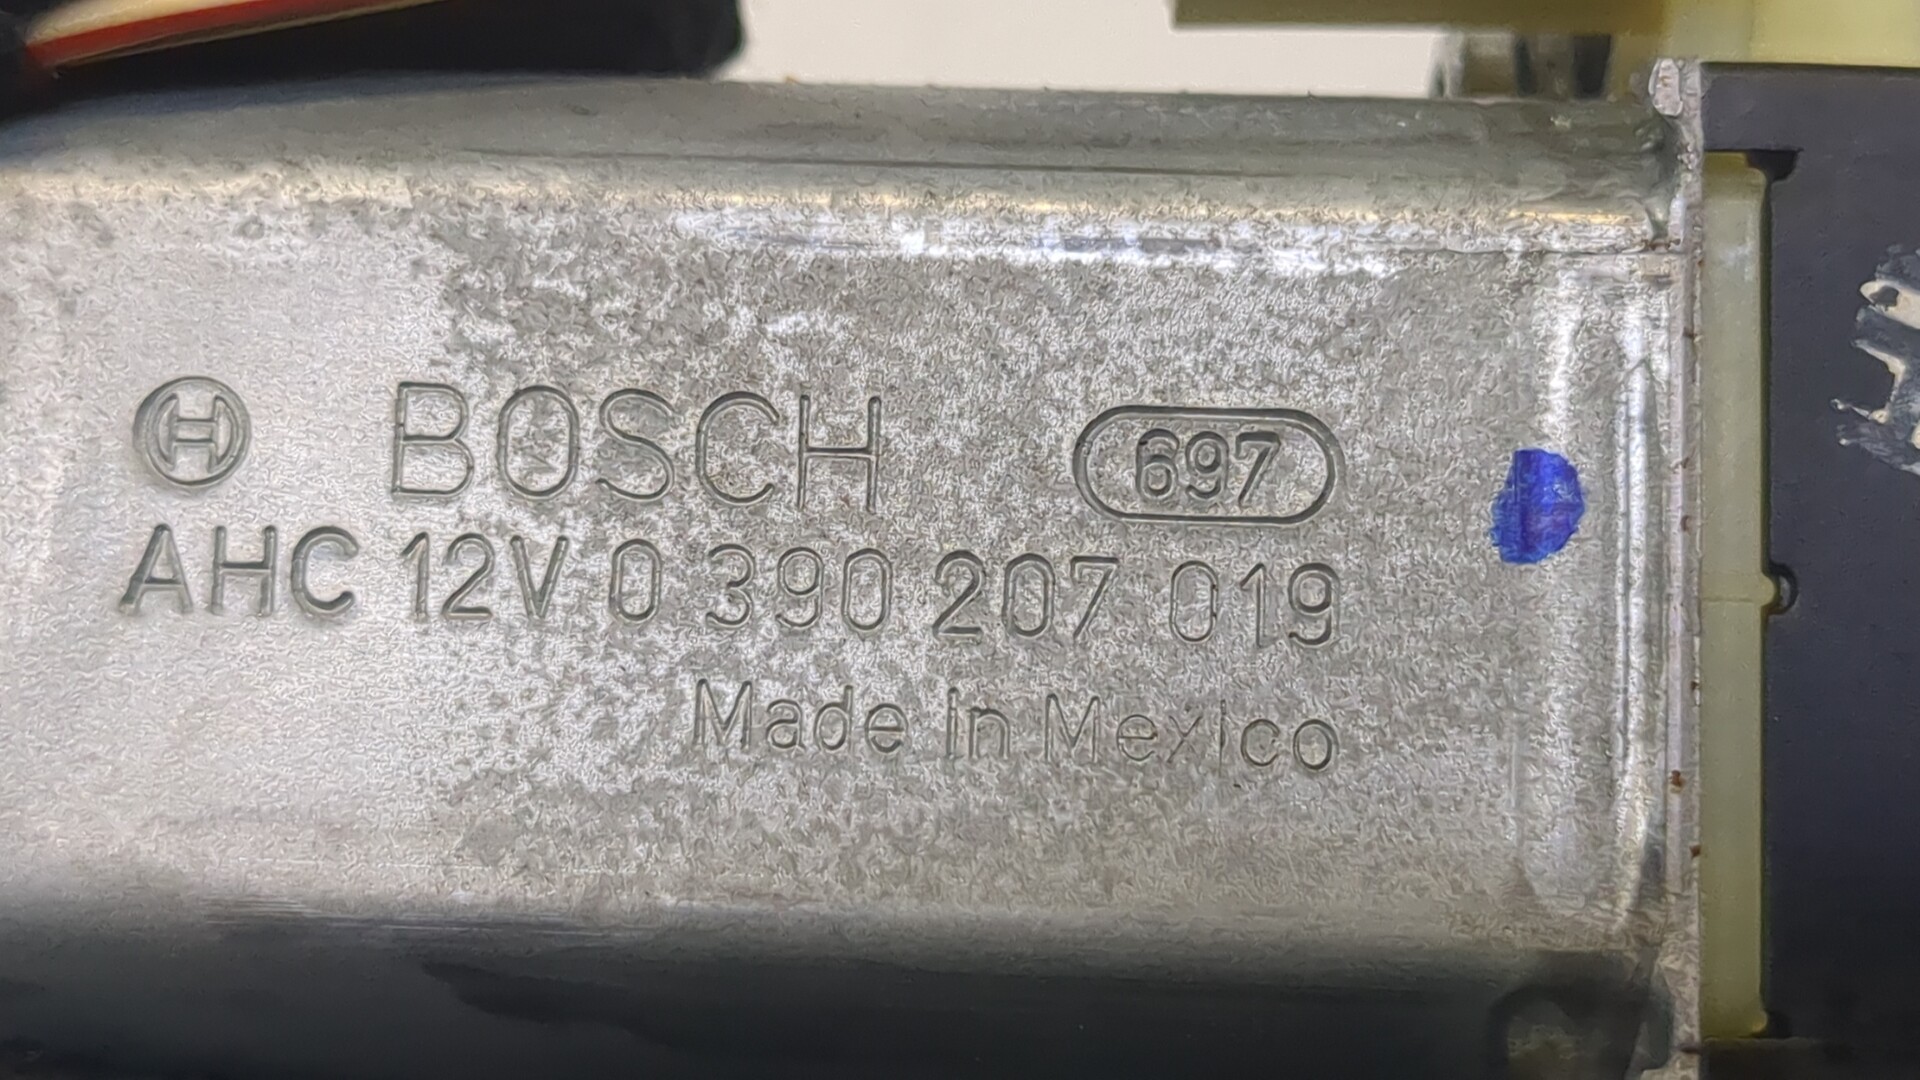 BOSCH 697
AHC 12V 0 390 207 019
Made in Mexico